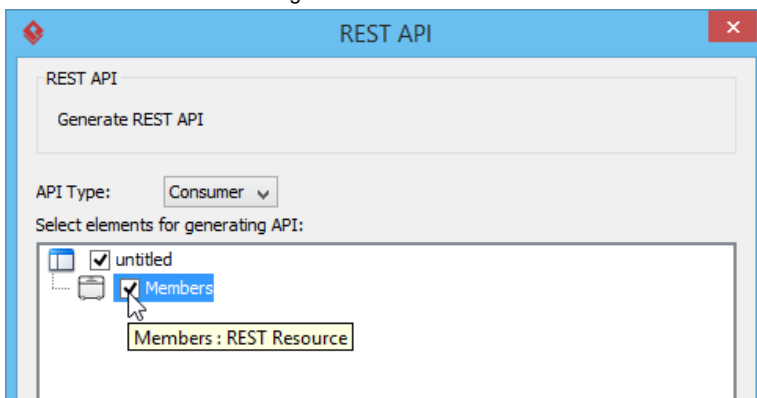 REST API
REST API
Generate REST API
API Type: Consumer
Select elements for generating API:
untitled
Members
Members : REST Resource